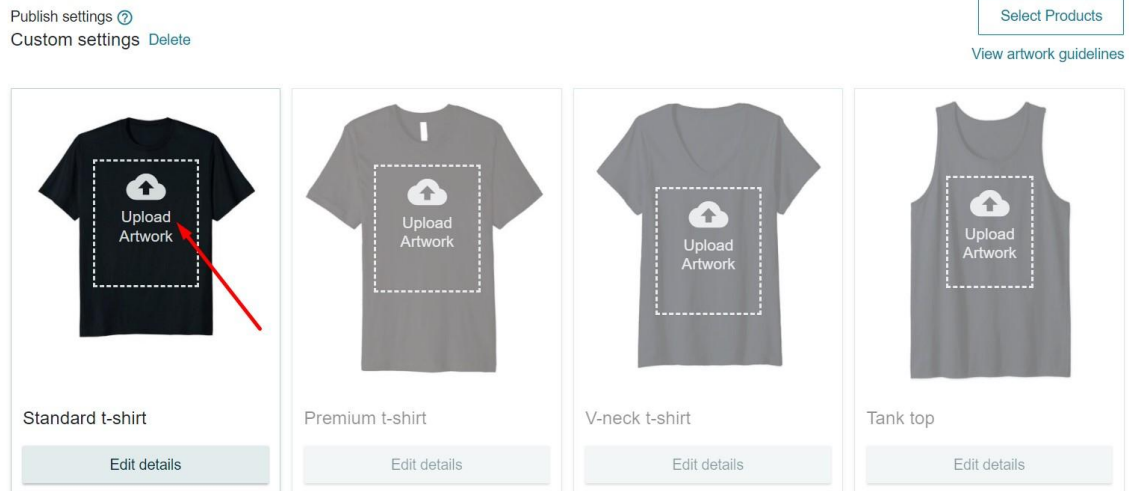 Publish settings ?
Select Products
Custom settings Delete
View artwork guidelines
Upload
Artwork
Upload
Artwork
Upload
Artwork
Upload
Artwork
Standard t-shirt
Premium t-shirt
V-neck t-shirt
Tank top
Edit details
Edit details
Edit details
Edit details